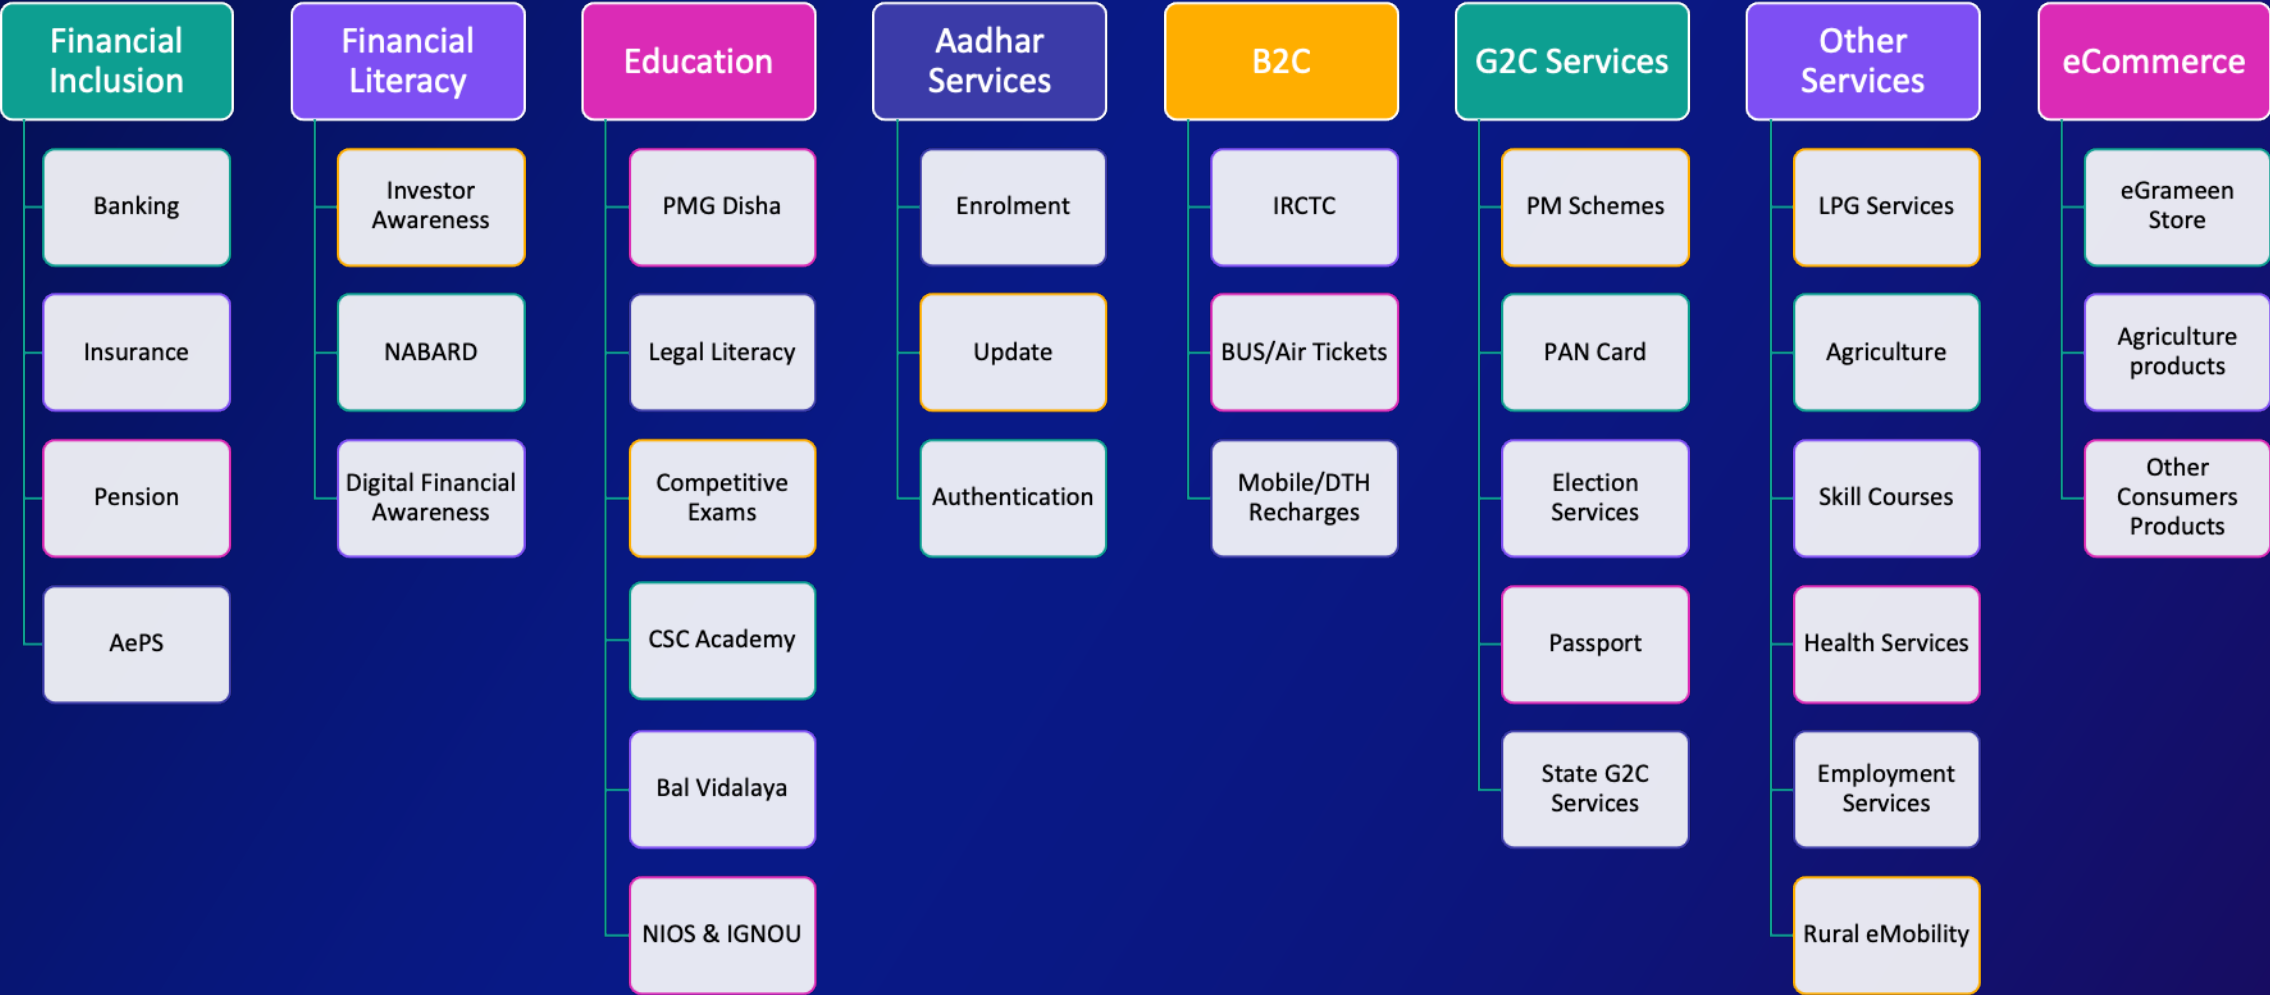 Financial
Inclusion
Banking
Insurance
Pension
AePS
Financial
Literacy
Investor
Awareness
NABARD
Digital Financial
Awareness
Education
PMG Disha
Legal Literacy
Competitive
Exams
CSC Academy
Bal Vidalaya
NIOS & IGNOU
Aadhar
Services
Enrolment
Update
Authentication
B2C
IRCTC
BUS/Air Tickets
Mobile/DTH
Recharges
G2C Services
PM Schemes
PAN Card
Election
Services
Passport
State G2C
Services
Other
Services
LPG Services
Agriculture
Skill Courses
Health Services
Employment
Services
Rural eMobility
eCommerce
eGrameen
Store
Agriculture
products
Other
Consumers
Products